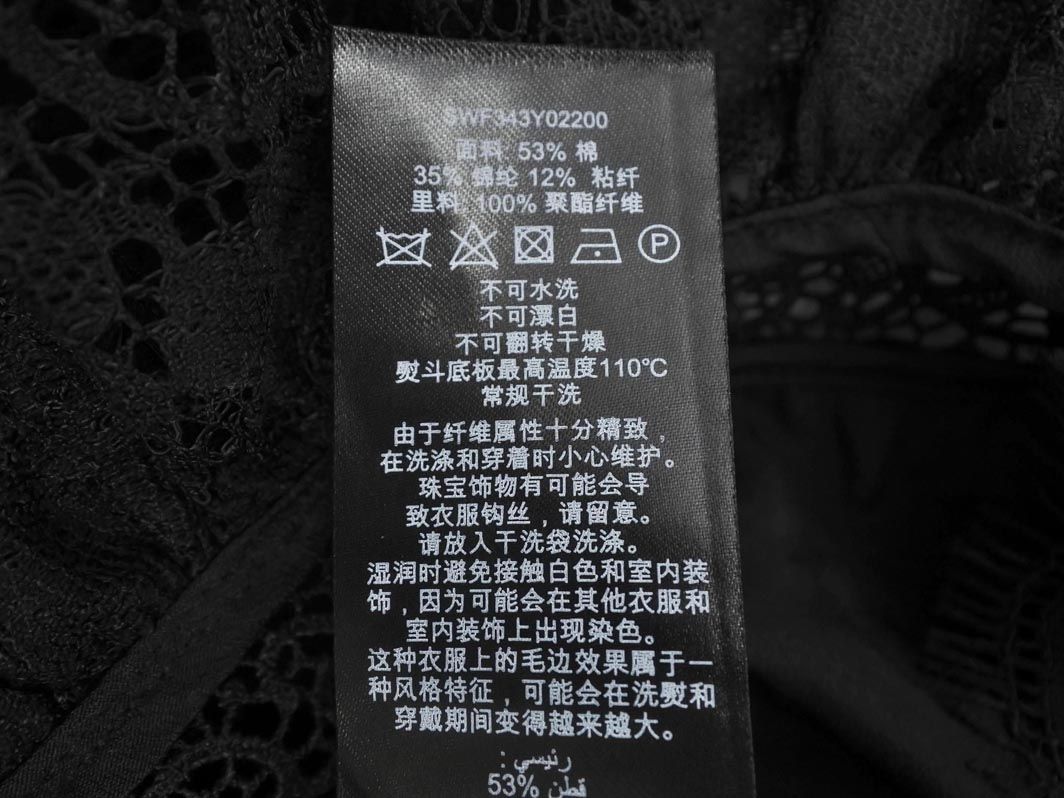 SWF343Y02200
面料 53% 棉
35% 锦纶 12% 粘纤
里料 100% 聚酯纤维
P
不可水洗
不可漂白
不可翻转干燥
熨斗底板最高温度110℃
常规干洗
由于纤维属性十分精致，
在洗涤和穿着时小心维护。
珠宝饰物有可能会导
致衣服钩丝，请留意。
请放入干洗袋洗涤。
湿润时避免接触白色和室内装
饰，因为可能会在其他衣服和
室内装饰上出现染色。
这种衣服上的毛边效果属于一
种风格特征，可能会在洗熨和
穿戴期间变得越来越大。
رئيسي :
53% قطن